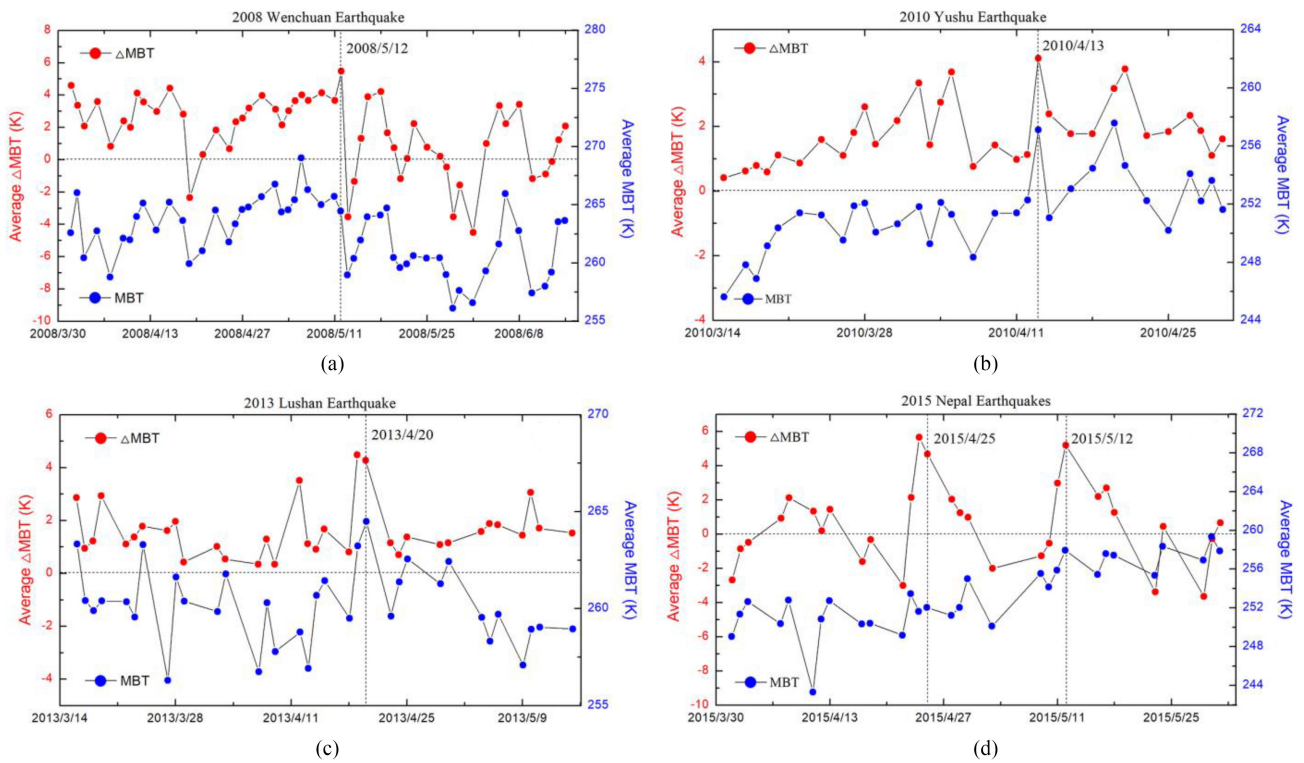 2008 Wenchuan Earthquake
8
6
4
2
0
-2
-4
-6
-8
-10
Average △MBT (K)
△MBT
MBT
2008/5/12
280
275
270
265
260
255
Average MBT (K)
2008/3/30 2008/4/13 2008/4/27 2008/5/11 2008/5/25 2008/6/8
(a)
2010 Yushu Earthquake
4
2
0
-2
-4
Average △MBT (K)
△MBT
MBT
2010/4/13
264
260
256
252
248
244
Average MBT (K)
2010/3/14 2010/3/28 2010/4/11 2010/4/25
(b)
2013 Lushan Earthquake
6
4
2
0
-2
-4
Average △MBT (K)
△MBT
MBT
2013/4/20
270
265
260
255
Average MBT (K)
2013/3/14 2013/3/28 2013/4/11 2013/4/25 2013/5/9
(c)
2015 Nepal Earthquakes
6
4
2
0
-2
-4
-6
-8
-10
Average △MBT (K)
△MBT
MBT
2015/4/25
2015/5/12
272
268
264
260
256
252
248
244
Average MBT (K)
2015/3/30 2015/4/13 2015/4/27 2015/5/11 2015/5/25
(d)